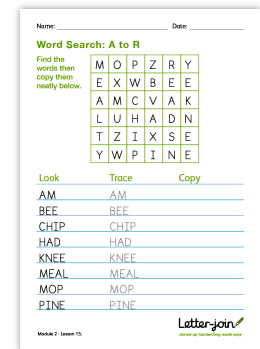 Name: Date:
Word Search: A to R
Find the
words then
copy them
neatly below.
M O P Z R Y
E X W B E E
A M C V A K
L U H A D N
T Z I X S E
Y W P I N E
Look Trace Copy
AM AM
BEE BEE
CHIP CHIP
HAD HAD
KNEE KNEE
MEAL MEAL
MOP MOP
PINE PINE
Module 2 - Lesson 13.
Letter-join
Joined-up handwriting made easy